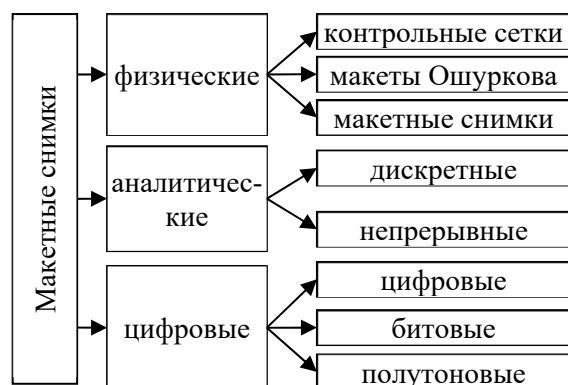 Макетные снимки
физические
контрольные сетки
макеты Ошуркова
макетные снимки
аналитичес-
кие
дискретные
непрерывные
цифровые
цифровые
битовые
полутоновые